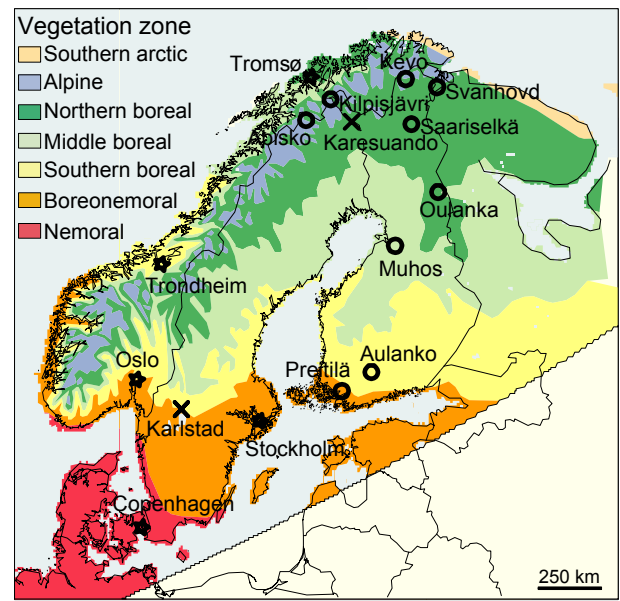 Vegetation zone
Southern arctic
Alpine
Northern boreal
Middle boreal
Southern boreal
Boreonemoral
Nemoral
Tromsø
Kevo
Svanhovd
Kilpisjävri
Abisko
Karesuando
Saariselkä
Oulanka
Muhos
Trondheim
Oslo
Preitilä
Aulanko
Karlstad
Stockholm
Copenhagen
250 km